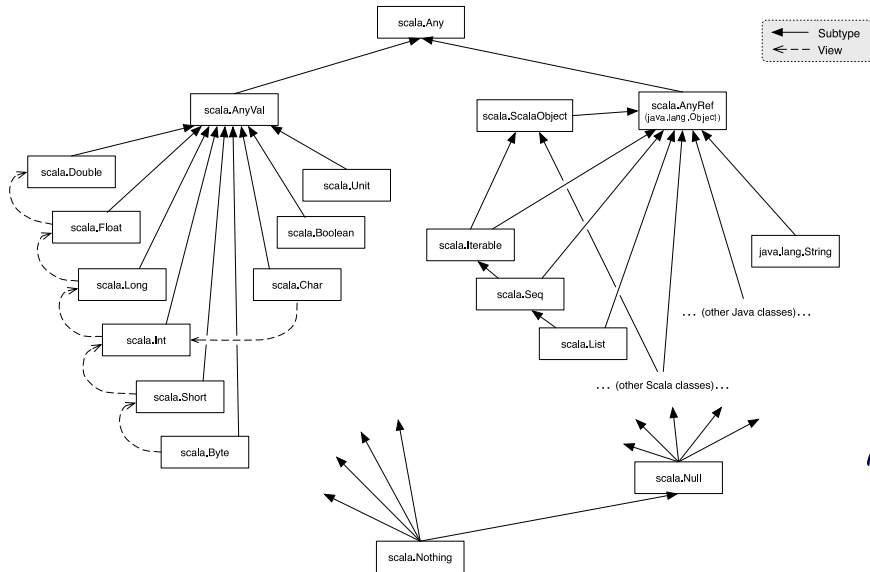 scala.Any
Subtype
View
scala.AnyVal
scala.ScalaObject
scala.AnyRef
(java.lang.Object)
scala.Double
scala.Unit
scala.Float
scala.Boolean
scala.Iterable
java.lang.String
scala.Long
scala.Char
scala.Seq
... (other Java classes)...
scala.Int
scala.List
scala.Short
... (other Scala classes)...
scala.Byte
scala.Null
scala.Nothing